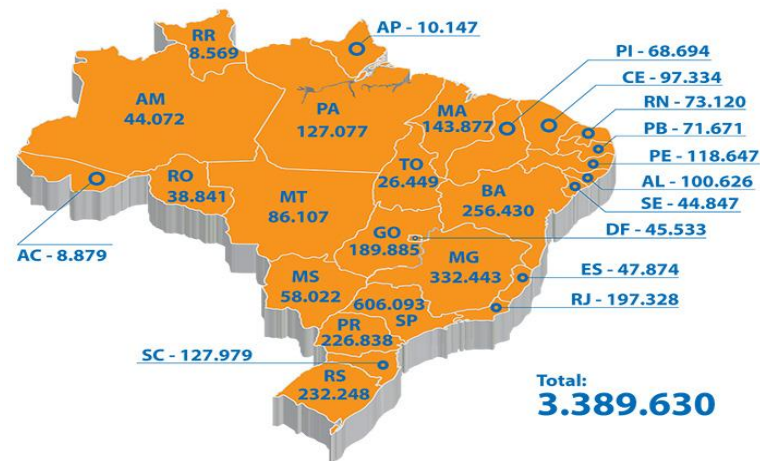 AP - 10.147
RR
8.569
PI - 68.694
CE - 97.334
RN - 73.120
PB - 71.671
PE - 118.647
AL - 100.626
SE - 44.847
DF - 45.533
ES - 47.874
RJ - 197.328
AM
44.072
PA
127.077
MA
143.877
TO
26.449
RO
38.841
MT
86.107
BA
256.430
AC - 8.879
GO
189.885
MG
332.443
MS
58.022
606.093
SP
PR
226.838
SC - 127.979
RS
232.248
Total:
3.389.630